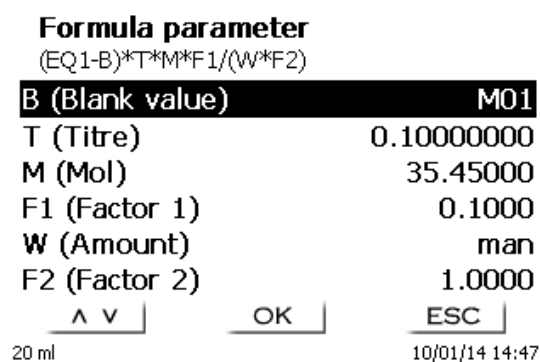 Formula parameter
(EQ1-B)*T*M*F1/(W*F2)
B (Blank value) M01
T (Titre) 0.10000000
M (Mol) 35.45000
F1 (Factor 1) 0.1000
W (Amount) man
F2 (Factor 2) 1.0000
∧ ∨ OK ESC
20 ml 10/01/14 14:47